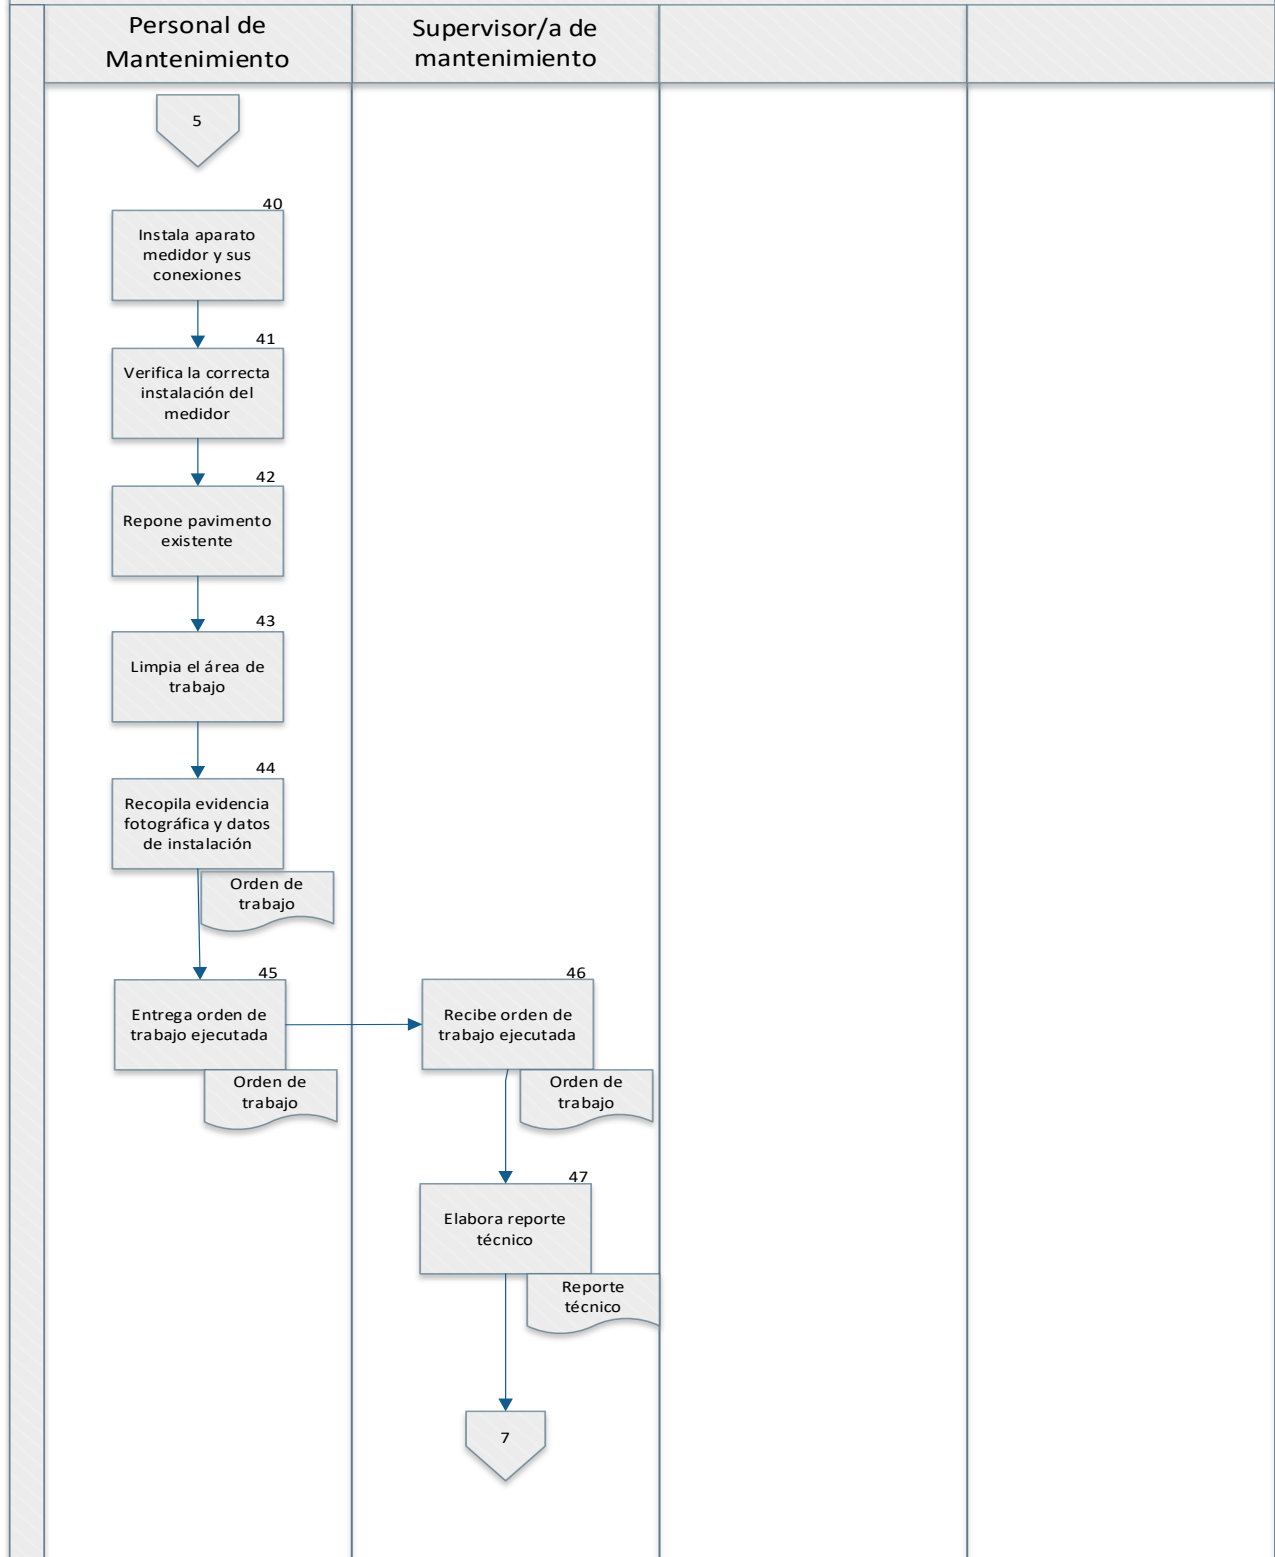 Personal de
Mantenimiento
Supervisor/a de
mantenimiento
5
40
Instala aparato
medidor y sus
conexiones
41
Verifica la correcta
instalación del
medidor
42
Repone pavimento
existente
43
Limpia el área de
trabajo
44
Recopila evidencia
fotográfica y datos
de instalación
Orden de
trabajo
45
Entrega orden de
trabajo ejecutada
Orden de
trabajo
46
Recibe orden de
trabajo ejecutada
Orden de
trabajo
47
Elabora reporte
técnico
Reporte
técnico
7